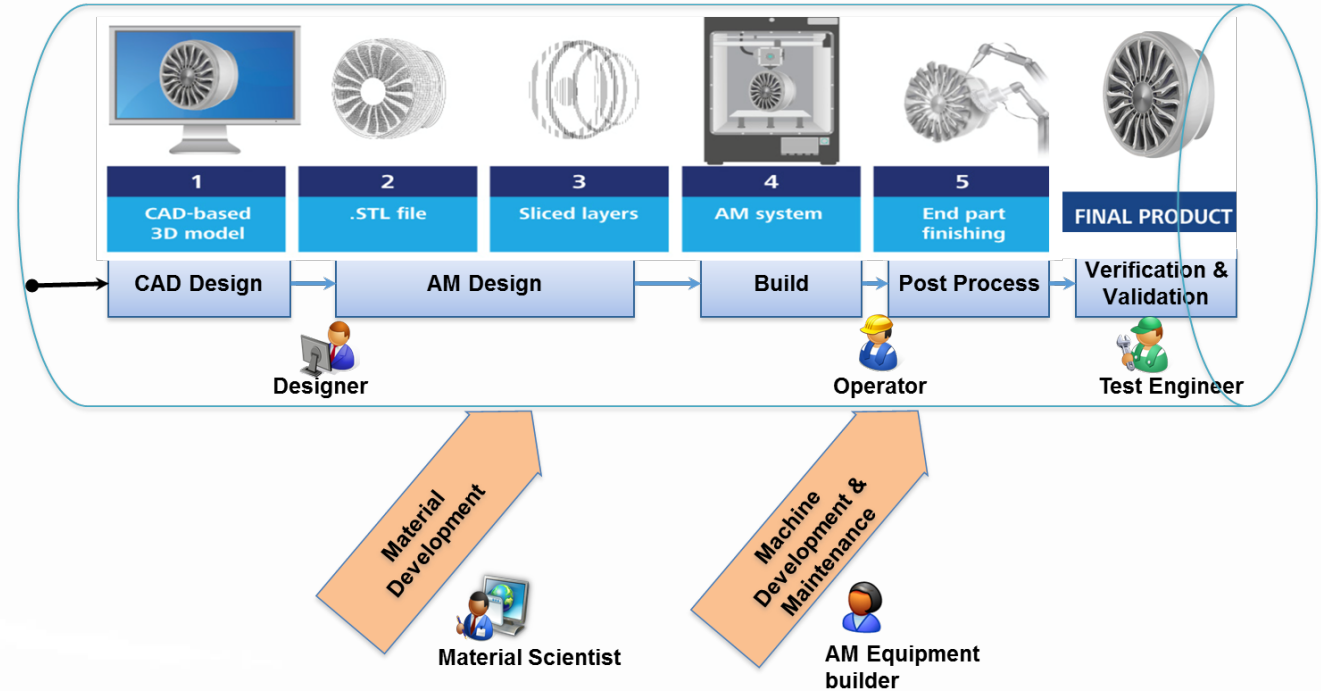 1
CAD-based
3D model
2
.STL file
3
Sliced layers
4
AM system
5
End part
finishing
FINAL PRODUCT
CAD Design
AM Design
Build
Post Process
Verification &
Validation
Designer
Operator
Test Engineer
Material
Development
Machine
Development &
Maintenance
Material Scientist
AM Equipment
builder